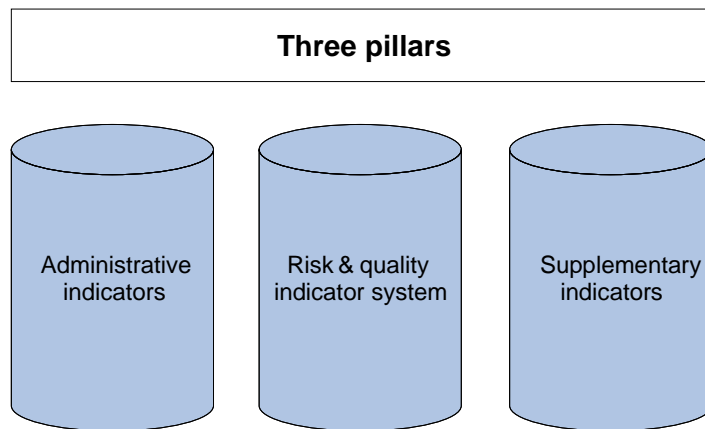 Three pillars
Administrative
indicators
Risk & quality
indicator system
Supplementary
indicators